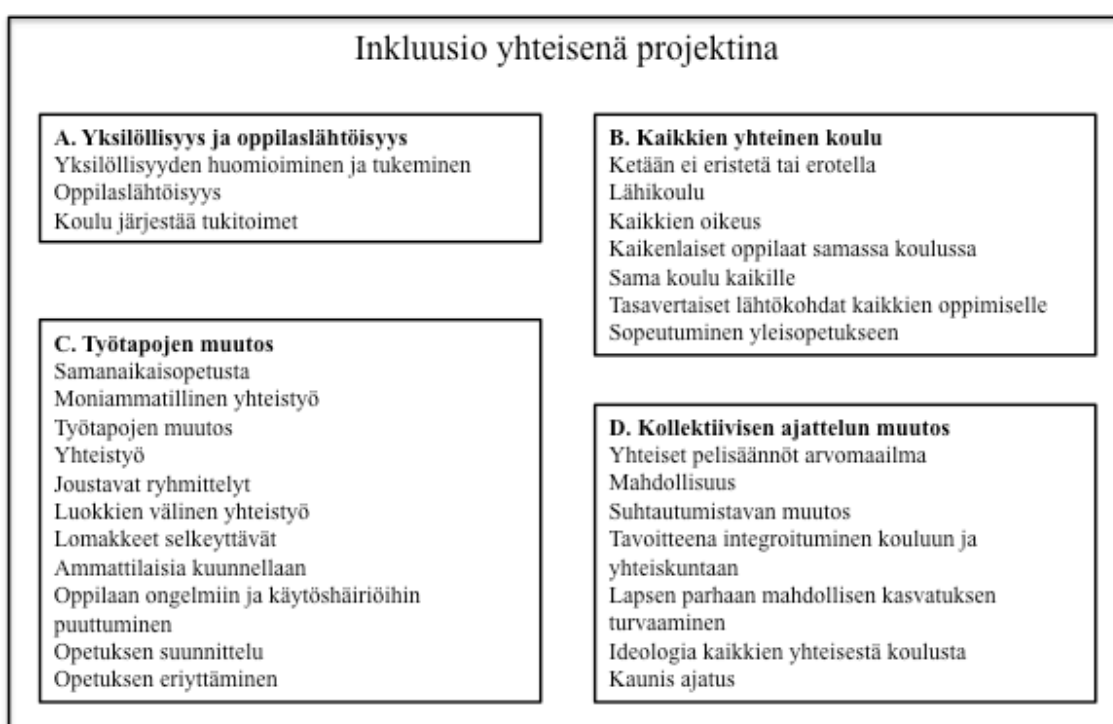 Inkluusio yhteisenä projektina
A. Yksilöllisyys ja oppilaslähtöisyys
Yksilöllisyyden huomioiminen ja tukeminen
Oppilaslähtöisyys
Koulu järjestää tukitoimet
B. Kaikkien yhteinen koulu
Ketään ei eristetä tai erotella
Lähikoulu
Kaikkien oikeus
Kaikenlaiset oppilaat samassa koulussa
Sama koulu kaikille
Tasavertaiset lähtökohdat kaikkien oppimiselle
Sopeutuminen yleisopetukseen
C. Työtapojen muutos
Samanaikaisopetusta
Moniammatillinen yhteistyö
Työtapojen muutos
Yhteistyö
Joustavat ryhmittelyt
Luokkien välinen yhteistyö
Lomakkeet selkeyttävät
Ammattilaisia kuunnellaan
Oppilaan ongelmiin ja käytöshäiriöihin
puuttuminen
Opetuksen suunnittelu
Opetuksen eriyttäminen
D. Kollektiivisen ajattelun muutos
Yhteiset pelisäännöt arvomaailma
Mahdollisuus
Suhtautumistavan muutos
Tavoitteena integroituminen kouluun ja
yhteiskuntaan
Lapsen parhaan mahdollisen kasvatuksen
turvaaminen
Ideologia kaikkien yhteisestä koulusta
Kaunis ajatus